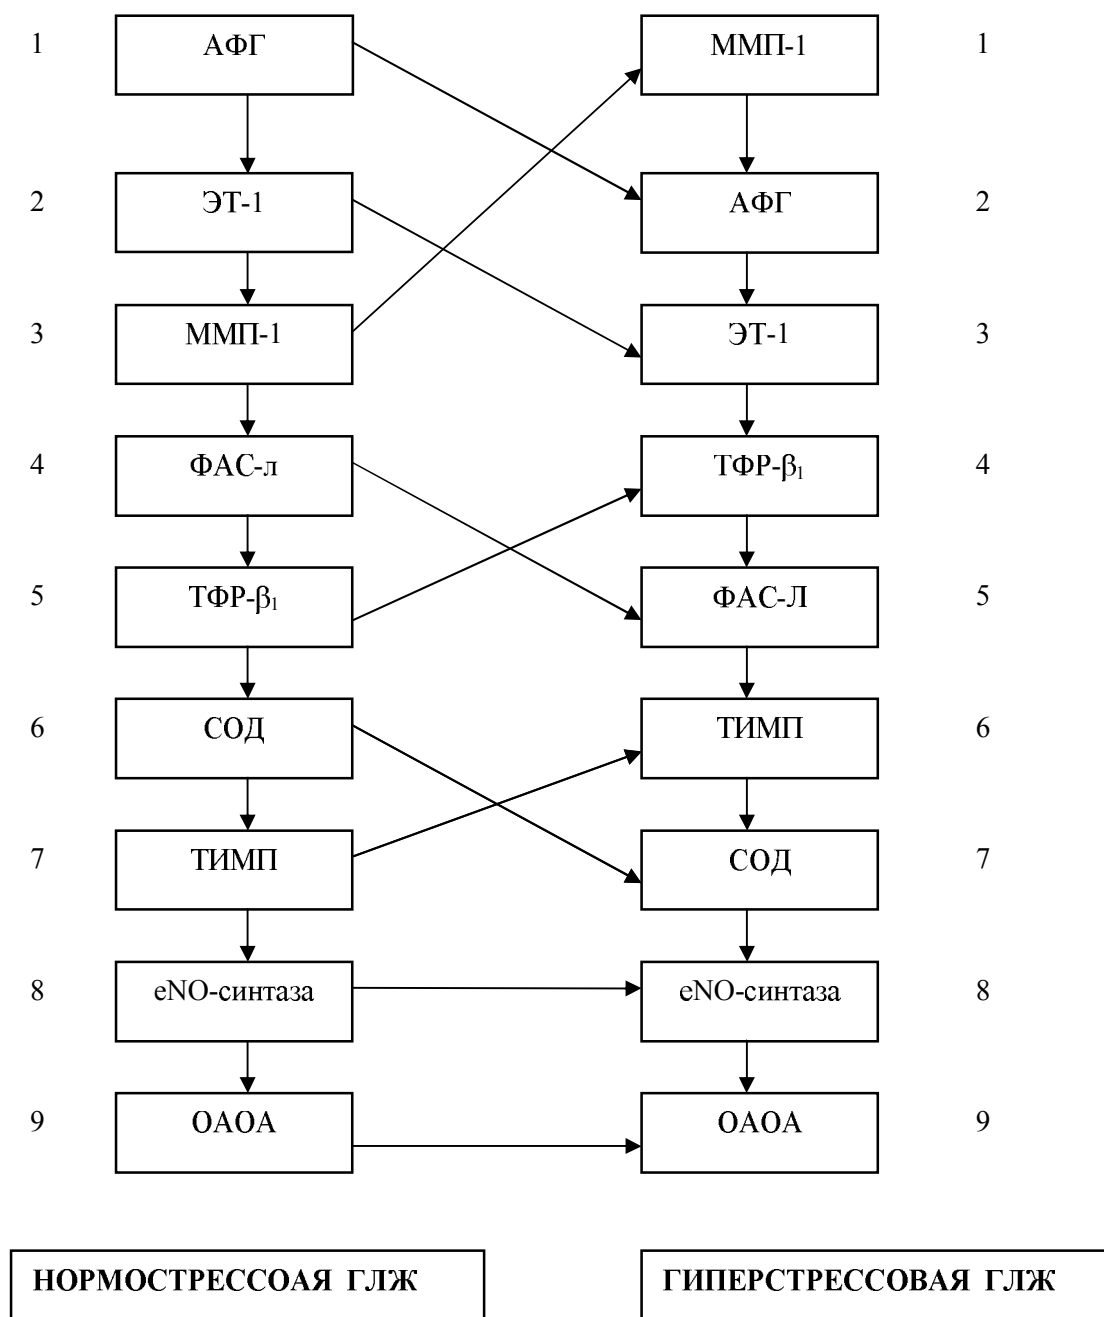 1 АФГ ММП-1 1
2 ЭТ-1 АФГ 2
3 ММП-1 ЭТ-1 3
4 ФАС-л ТФР-β₁ 4
5 ТФР-β₁ ФАС-Л 5
6 СОД ТИМП 6
7 ТИМП СОД 7
8 eNO-синтаза eNO-синтаза 8
9 ОАОА ОАОА 9
НОРМОСТРЕССОАЯ ГЛЖ ГИПЕРСТРЕССОВАЯ ГЛЖ